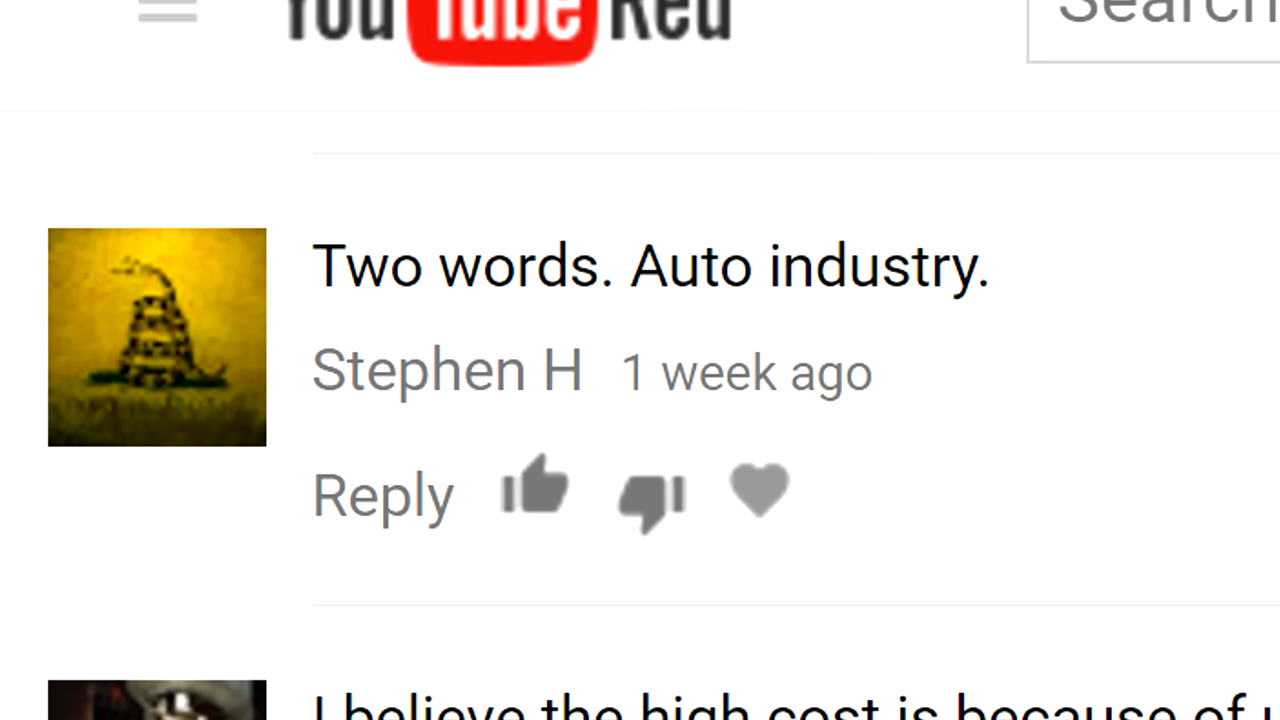 YouTube Red
Search
Two words. Auto industry.
Stephen H 1 week ago
Reply
I believe the high cost is because of